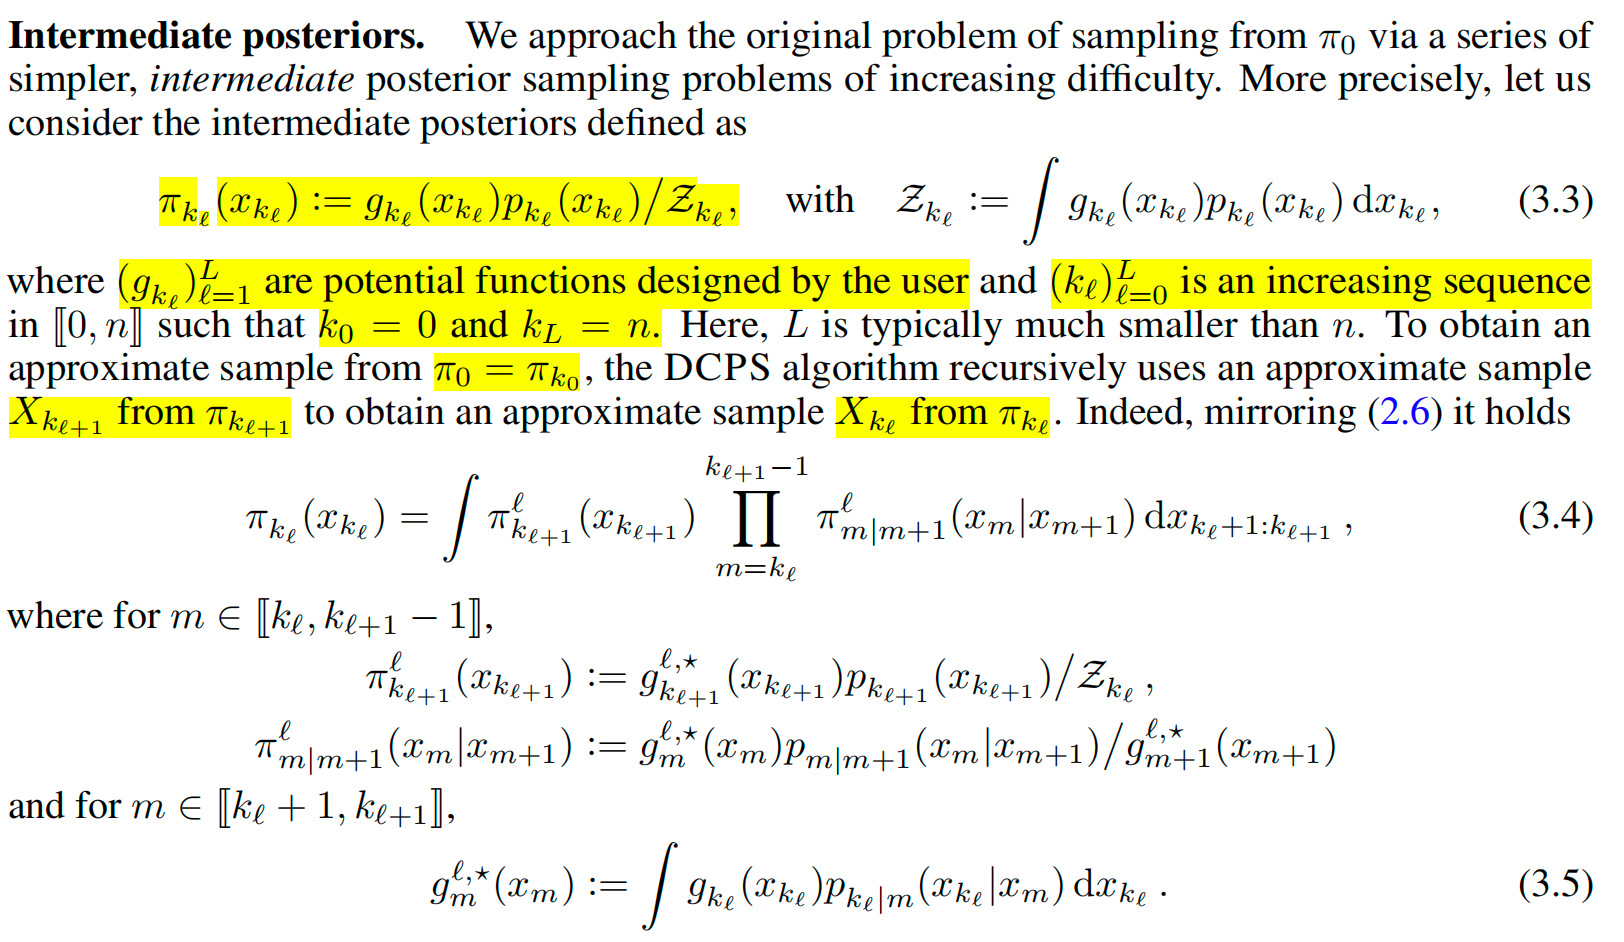 Intermediate posteriors. We approach the original problem of sampling from π₀ via a series of
simpler, intermediate posterior sampling problems of increasing difficulty. More precisely, let us
consider the intermediate posteriors defined as
$\pi_{k_\ell}(x_{k_\ell}) := g_{k_\ell}(x_{k_\ell})p_{k_\ell}(x_{k_\ell})/\mathcal{Z}_{k_\ell},$ with $\mathcal{Z}_{k_\ell} := \int g_{k_\ell}(x_{k_\ell})p_{k_\ell}(x_{k_\ell})\,\mathrm{d}x_{k_\ell},$ (3.3)
where $(g_{k_\ell})_{\ell=1}^{L}$ are potential functions designed by the user and $(k_\ell)_{\ell=0}^{L}$ is an increasing sequence
in $[\![0, n]\!]$ such that $k_0 = 0$ and $k_L = n$. Here, $L$ is typically much smaller than $n$. To obtain an
approximate sample from $\pi_0 = \pi_{k_0}$, the DCPS algorithm recursively uses an approximate sample
$X_{k_{\ell+1}}$ from $\pi_{k_{\ell+1}}$ to obtain an approximate sample $X_{k_\ell}$ from $\pi_{k_\ell}$. Indeed, mirroring (2.6) it holds
$\pi_{k_\ell}(x_{k_\ell}) = \int \pi^{\ell}_{k_{\ell+1}}(x_{k_{\ell+1}}) \prod_{m=k_\ell}^{k_{\ell+1}-1} \pi^{\ell}_{m|m+1}(x_m|x_{m+1})\,\mathrm{d}x_{k_\ell+1:k_{\ell+1}},$ (3.4)
where for $m \in [\![k_\ell, k_{\ell+1} - 1]\!]$,
$\pi^{\ell}_{k_{\ell+1}}(x_{k_{\ell+1}}) := g^{\ell,\star}_{k_{\ell+1}}(x_{k_{\ell+1}})p_{k_{\ell+1}}(x_{k_{\ell+1}})/\mathcal{Z}_{k_\ell},$
$\pi^{\ell}_{m|m+1}(x_m|x_{m+1}) := g^{\ell,\star}_{m}(x_m)p_{m|m+1}(x_m|x_{m+1})/g^{\ell,\star}_{m+1}(x_{m+1})$
and for $m \in [\![k_\ell + 1, k_{\ell+1}]\!]$,
$g^{\ell,\star}_{m}(x_m) := \int g_{k_\ell}(x_{k_\ell})p_{k_\ell|m}(x_{k_\ell}|x_m)\,\mathrm{d}x_{k_\ell}.$ (3.5)